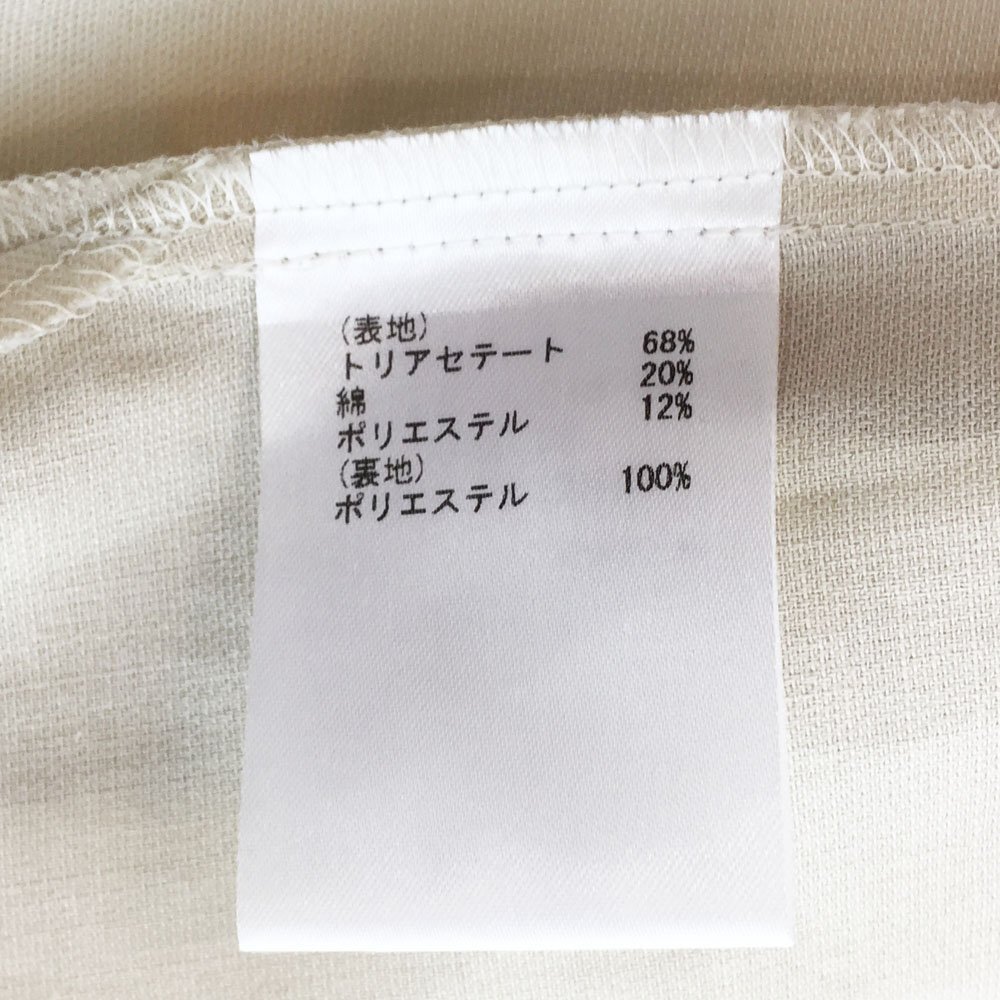 (表地)
トリアセテート 68%
綿 20%
ポリエステル 12%
(裏地)
ポリエステル 100%